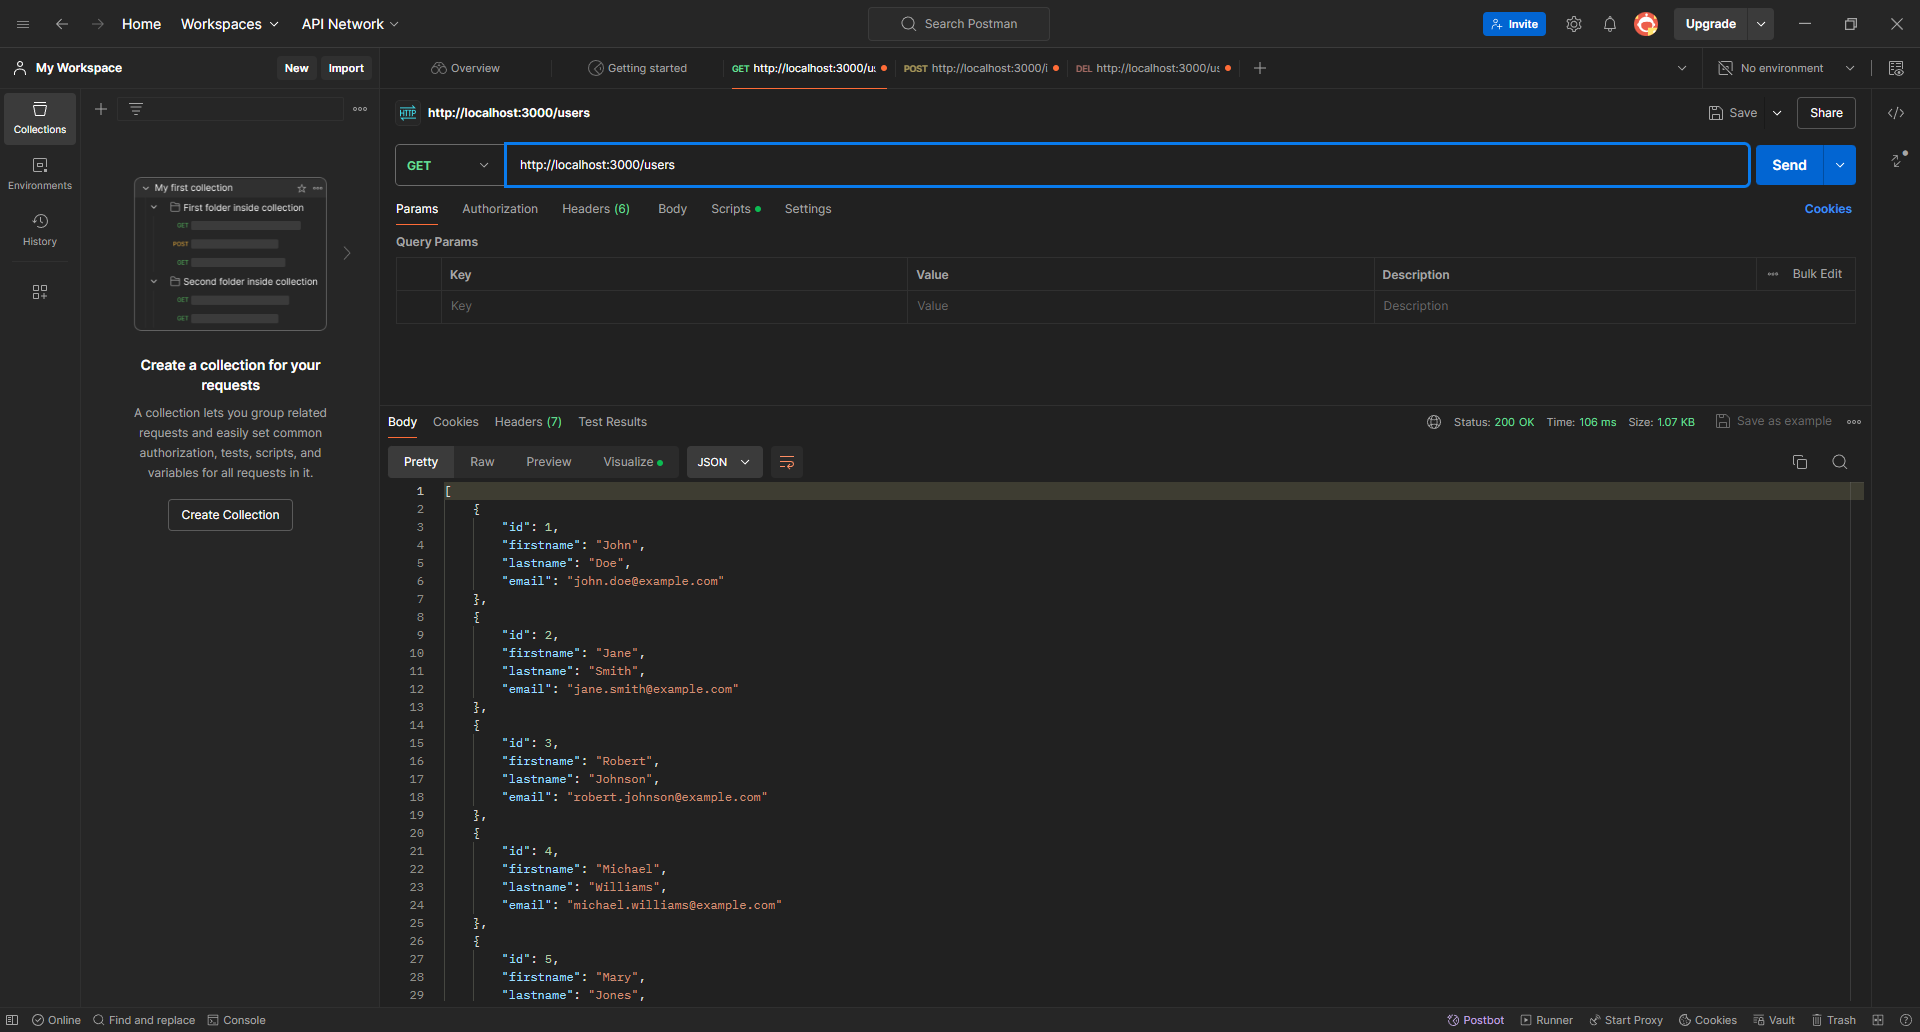 Home Workspaces API Network Search Postman Invite Upgrade
My Workspace New Import Overview Getting started GET http://localhost:3000/us POST http://localhost:3000/i DEL http://localhost:3000/us No environment
Collections
Environments
History
My first collection
First folder inside collection
GET
POST
GET
Second folder inside collection
GET
GET
Create a collection for your
requests
A collection lets you group related
requests and easily set common
authorization, tests, scripts, and
variables for all requests in it.
Create Collection
HTTP http://localhost:3000/users Save Share
GET http://localhost:3000/users Send
Params Authorization Headers (6) Body Scripts Settings Cookies
Query Params
Key Value Description Bulk Edit
Key Value Description
Body Cookies Headers (7) Test Results Status: 200 OK Time: 106 ms Size: 1.07 KB Save as example
Pretty Raw Preview Visualize JSON
1 [
2 {
3 "id": 1,
4 "firstname": "John",
5 "lastname": "Doe",
6 "email": "john.doe@example.com"
7 },
8 {
9 "id": 2,
10 "firstname": "Jane",
11 "lastname": "Smith",
12 "email": "jane.smith@example.com"
13 },
14 {
15 "id": 3,
16 "firstname": "Robert",
17 "lastname": "Johnson",
18 "email": "robert.johnson@example.com"
19 },
20 {
21 "id": 4,
22 "firstname": "Michael",
23 "lastname": "Williams",
24 "email": "michael.williams@example.com"
25 },
26 {
27 "id": 5,
28 "firstname": "Mary",
29 "lastname": "Jones",
Online Find and replace Console Postbot Runner Start Proxy Cookies Vault Trash